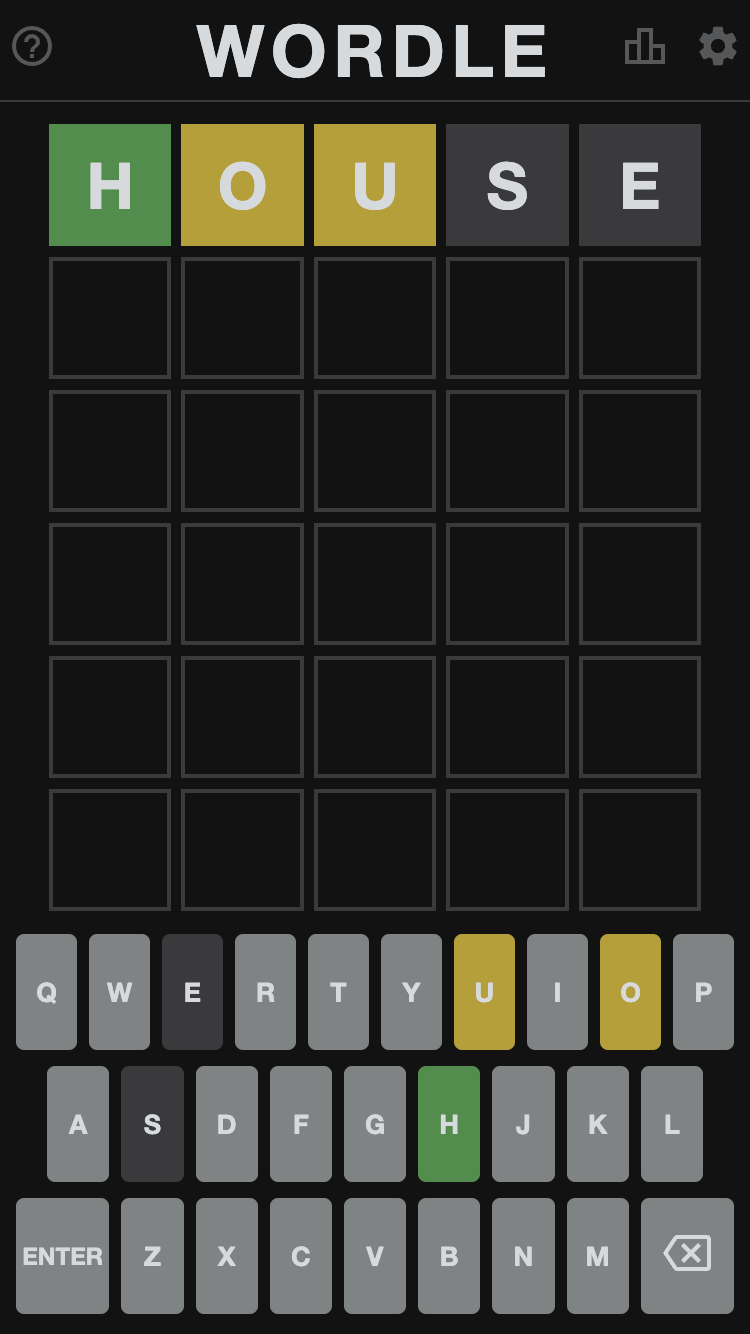 ? WORDLE
H O U S E
Q W E R T Y U I O P
A S D F G H J K L
ENTER Z X C V B N M